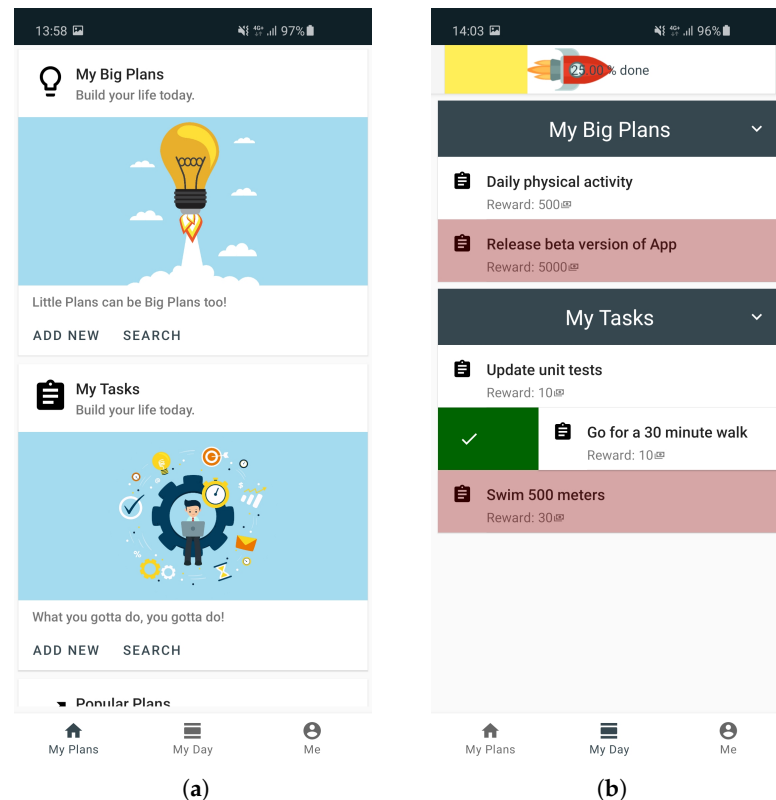 13:58
4G+
97%
My Big Plans
Build your life today.
Little Plans can be Big Plans too!
ADD NEW SEARCH
My Tasks
Build your life today.
$
%
What you gotta do, you gotta do!
ADD NEW SEARCH
Popular Plans
My Plans My Day Me
(a)
14:03
4G+
96%
25.00 % done
My Big Plans
Daily physical activity
Reward: 500
Release beta version of App
Reward: 5000
My Tasks
Update unit tests
Reward: 10
Go for a 30 minute walk
Reward: 10
Swim 500 meters
Reward: 30
My Plans My Day Me
(b)